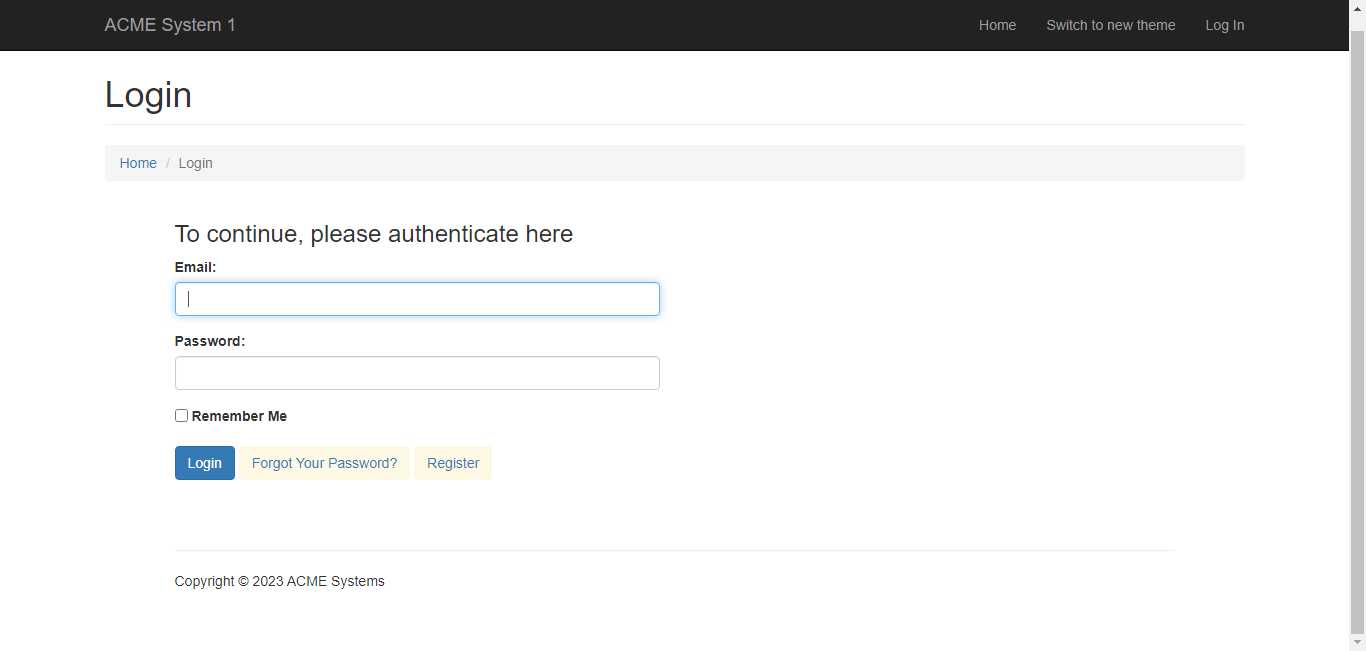 ACME System 1 Home Switch to new theme Log In
Login
Home / Login
To continue, please authenticate here
Email:
Password:
Remember Me
Login Forgot Your Password? Register
Copyright © 2023 ACME Systems